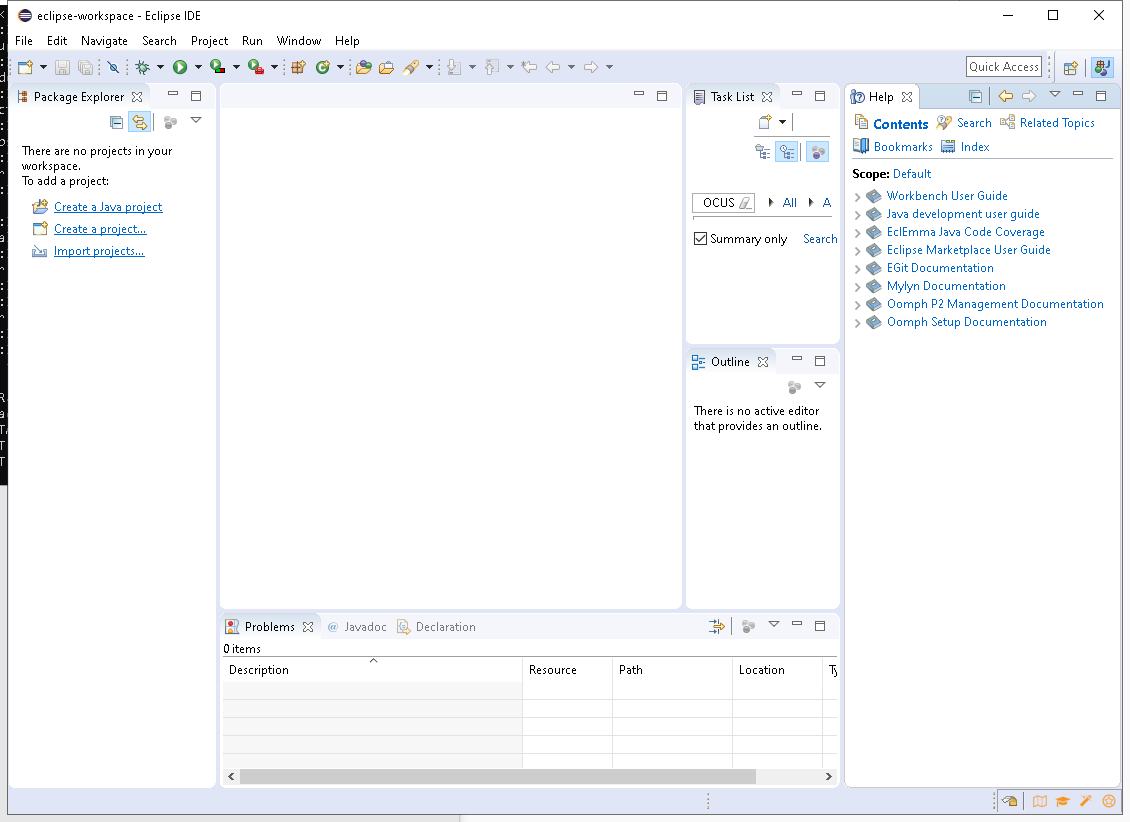 eclipse-workspace - Eclipse IDE
File Edit Navigate Search Project Run Window Help
Quick Access
Package Explorer
There are no projects in your
workspace.
To add a project:
Create a Java project
Create a project...
Import projects...
Task List
OCUS All A
Summary only Search
Outline
There is no active editor
that provides an outline.
Help
Contents Search Related Topics
Bookmarks Index
Scope: Default
Workbench User Guide
Java development user guide
EclEmma Java Code Coverage
Eclipse Marketplace User Guide
EGit Documentation
Mylyn Documentation
Oomph P2 Management Documentation
Oomph Setup Documentation
Problems @ Javadoc Declaration
0 items
Description Resource Path Location Ty